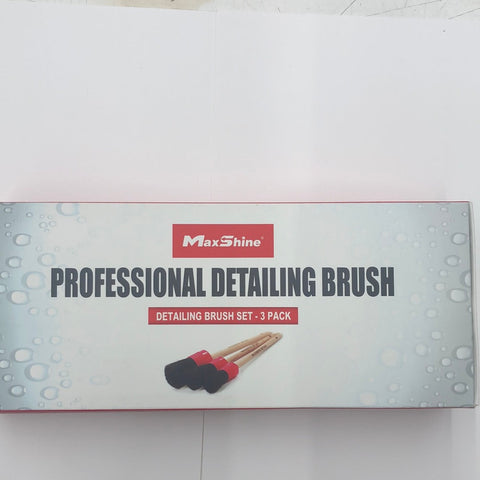 MaxShine®
PROFESSIONAL DETAILING BRUSH
DETAILING BRUSH SET - 3 PACK